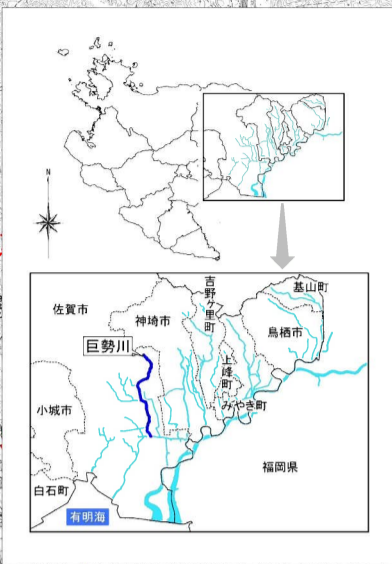 N
佐賀市
神埼市
吉野ヶ里町
基山町
鳥栖市
巨勢川
上峰町
みやき町
小城市
福岡県
白石町
有明海